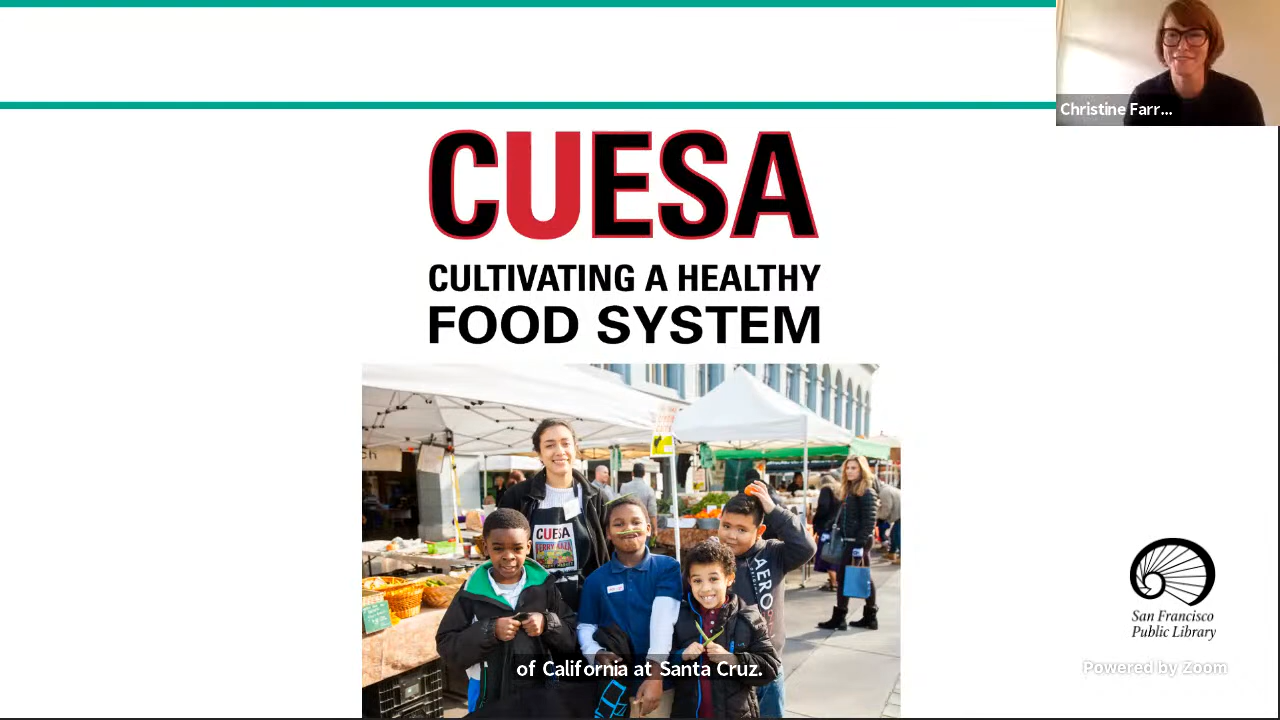 Christine Farr...
CUESA
CULTIVATING A HEALTHY
FOOD SYSTEM
CUESA
AERO
San Francisco
Public Library
of California at Santa Cruz.
Powered by Zoom